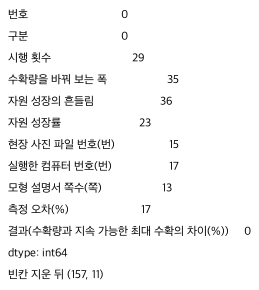 번호 0
구분 0
시행 횟수 29
수확량을 바꿔 보는 폭 35
자원 성장의 흔들림 36
자원 성장률 23
현장 사진 파일 번호(번) 15
실행한 컴퓨터 번호(번) 17
모형 설명서 쪽수(쪽) 13
측정 오차(%) 17
결과(수확량과 지속 가능한 최대 수확의 차이(%)) 0
dtype: int64
빈칸 지운 뒤 (157, 11)